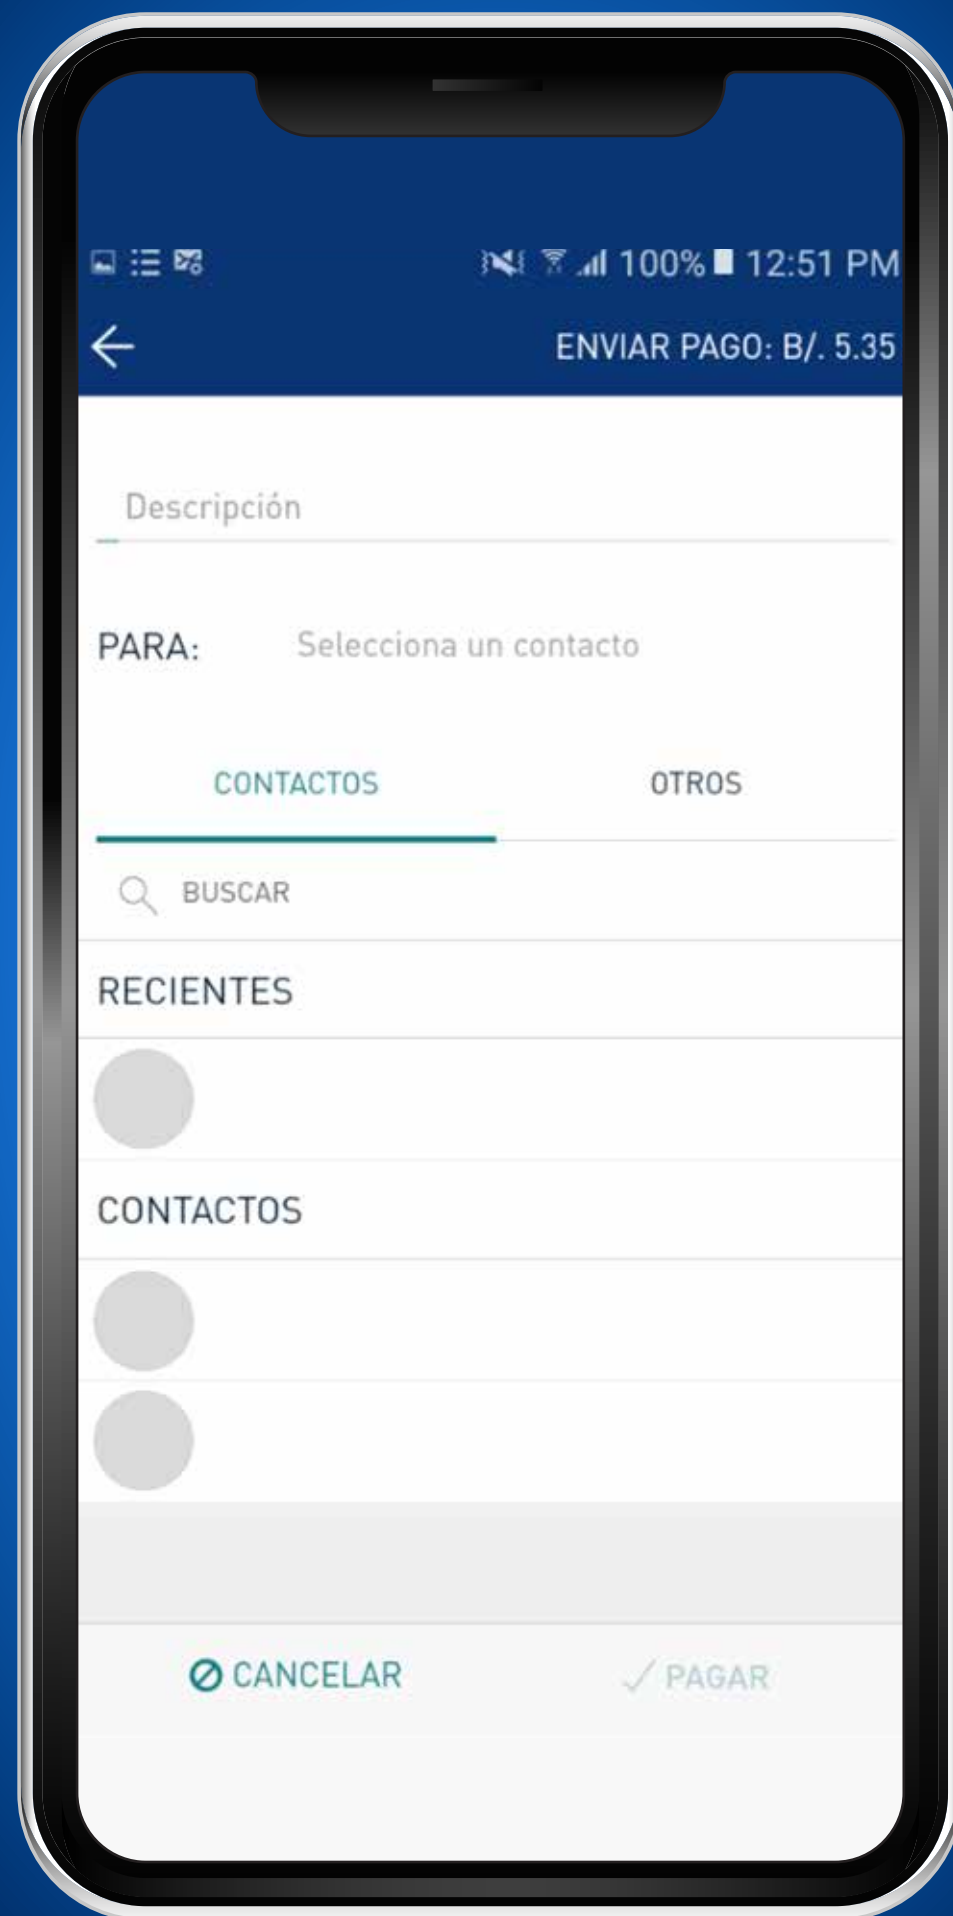 100% 12:51 PM
ENVIAR PAGO: B/. 5.35
Descripción
PARA: Selecciona un contacto
CONTACTOS OTROS
BUSCAR
RECIENTES
CONTACTOS
CANCELAR PAGAR